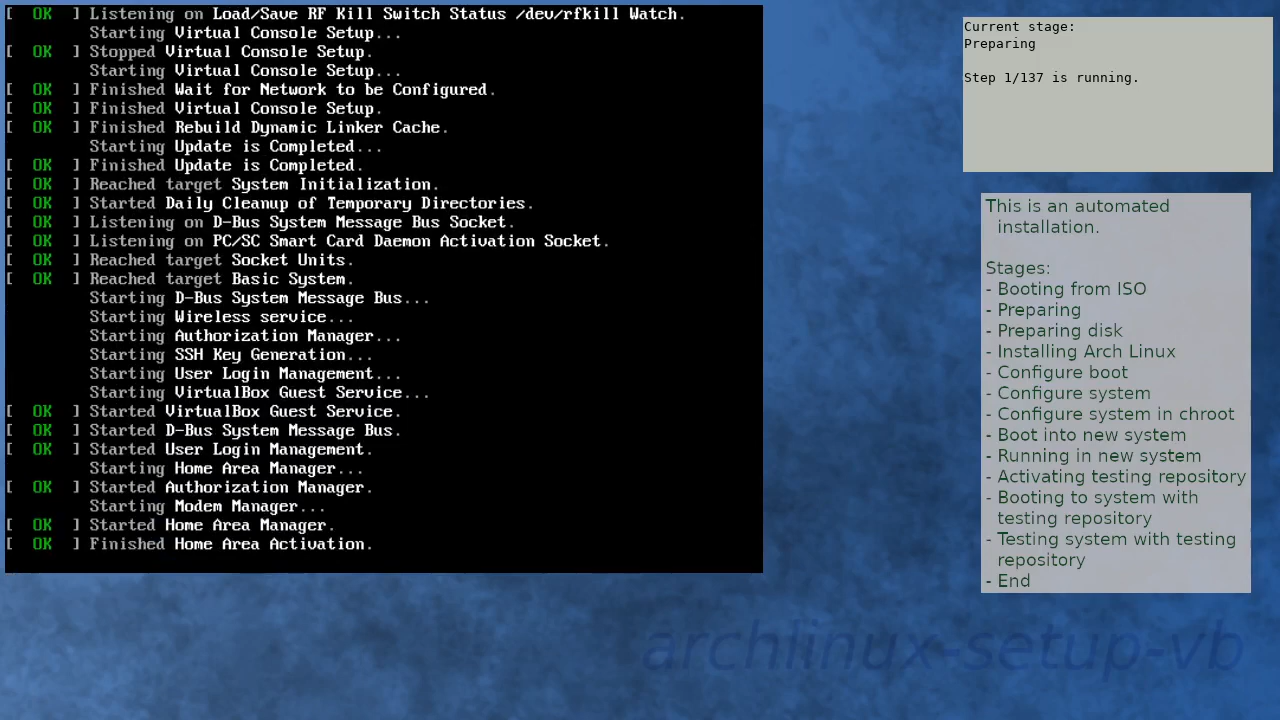 [  OK  ] Listening on Load/Save RF Kill Switch Status /dev/rfkill Watch.
         Starting Virtual Console Setup...
[  OK  ] Stopped Virtual Console Setup.
         Starting Virtual Console Setup...
[  OK  ] Finished Wait for Network to be Configured.
[  OK  ] Finished Virtual Console Setup.
[  OK  ] Finished Rebuild Dynamic Linker Cache.
         Starting Update is Completed...
[  OK  ] Finished Update is Completed.
[  OK  ] Reached target System Initialization.
[  OK  ] Started Daily Cleanup of Temporary Directories.
[  OK  ] Listening on D-Bus System Message Bus Socket.
[  OK  ] Listening on PC/SC Smart Card Daemon Activation Socket.
[  OK  ] Reached target Socket Units.
[  OK  ] Reached target Basic System.
         Starting D-Bus System Message Bus...
         Starting Wireless service...
         Starting Authorization Manager...
         Starting SSH Key Generation...
         Starting User Login Management...
         Starting VirtualBox Guest Service...
[  OK  ] Started VirtualBox Guest Service.
[  OK  ] Started D-Bus System Message Bus.
[  OK  ] Started User Login Management.
         Starting Home Area Manager...
[  OK  ] Started Authorization Manager.
         Starting Modem Manager...
[  OK  ] Started Home Area Manager.
[  OK  ] Finished Home Area Activation.
Current stage:
Preparing
Step 1/137 is running.
This is an automated
installation.
Stages:
- Booting from ISO
- Preparing
- Preparing disk
- Installing Arch Linux
- Configure boot
- Configure system
- Configure system in chroot
- Boot into new system
- Running in new system
- Activating testing repository
- Booting to system with
testing repository
- Testing system with testing
repository
- End
archlinux-setup-vb